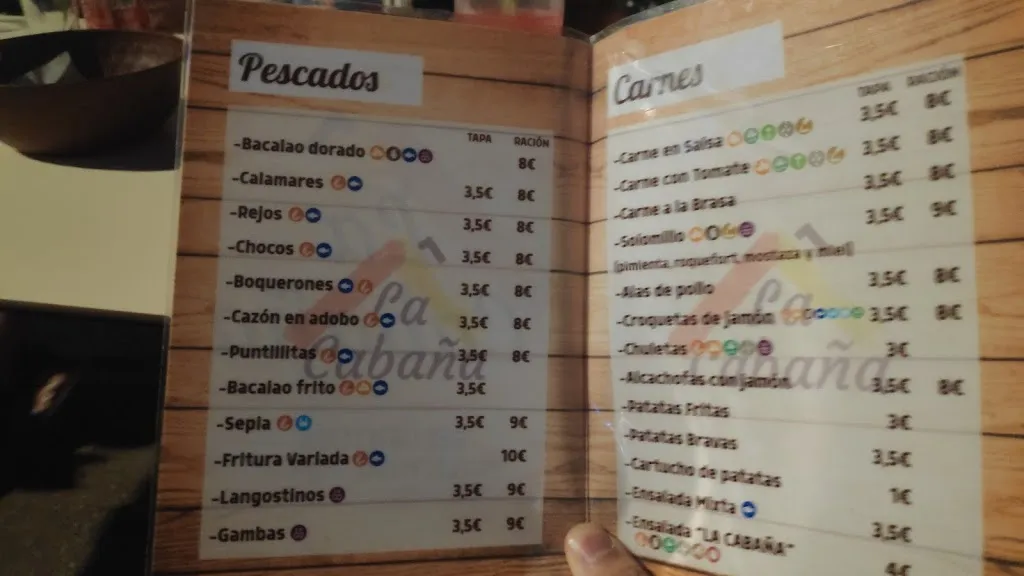 Pescados
TAPA RACIÓN
-Bacalao dorado 8€
-Calamares 3,5€ 8€
-Rejos 3,5€ 8€
-Chocos 3,5€ 8€
-Boquerones 3,5€ 8€
-Cazón en adobo 3,5€ 8€
-Puntillitas 3,5€ 8€
-Bacalao frito 3,5€
-Sepia 3,5€ 9€
-Fritura Variada 10€
-Langostinos 3,5€ 9€
-Gambas 3,5€ 9€
La
Cabaña
Carnes
TAPA RACIÓN
-Carne en Salsa 3,5€ 8€
-Carne con Tomate 3,5€ 8€
-Carne a la Brasa 3,5€ 8€
-Solomillo 3,5€ 9€
(pimienta, roquefort, mostaza y miel)
-Alas de pollo 3,5€ 8€
-Croquetas de jamón 3,5€ 8€
-Chuletas 3€
-Alcachofas con jamón 3,5€ 8€
-Patatas Fritas 3€
-Patatas Bravas 3,5€
-Cartucho de patatas 1€
-Ensalada Mixta 3,5€
-Ensalada "LA CABAÑA" 4€
La
Cabaña